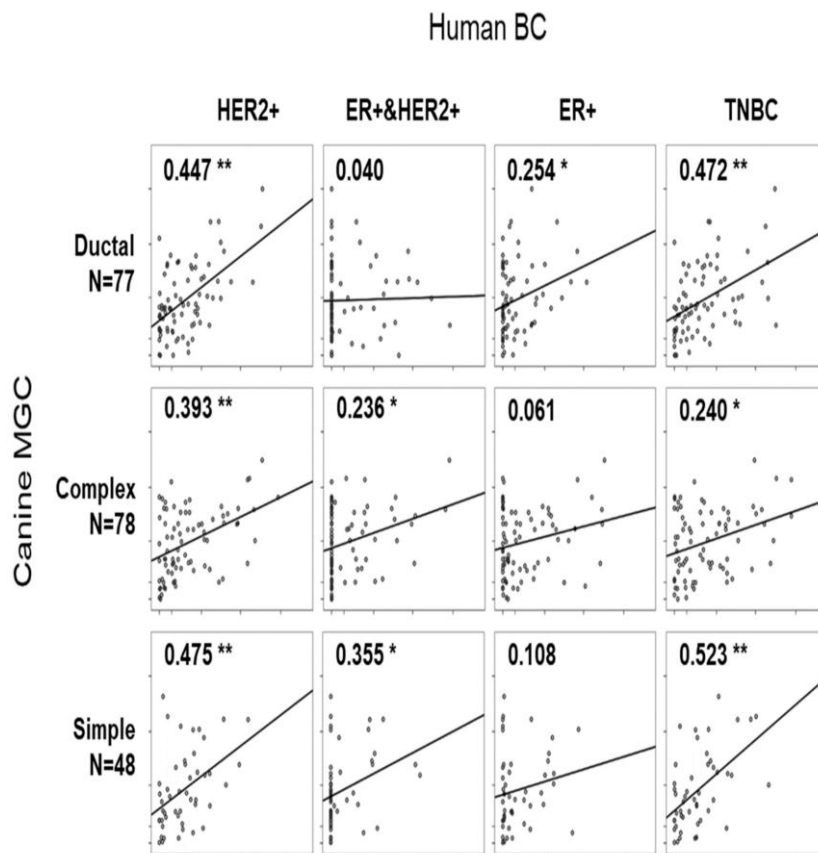 Human BC
HER2+ ER+&HER2+ ER+ TNBC
Canine MGC
Ductal
N=77
0.447 ** 0.040 0.254 * 0.472 **
Complex
N=78
0.393 ** 0.236 * 0.061 0.240 *
Simple
N=48
0.475 ** 0.355 * 0.108 0.523 **